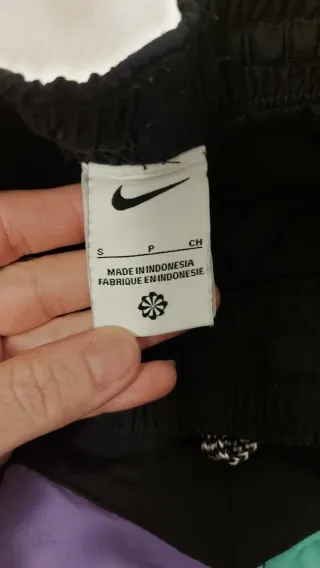 S P CH
MADE IN INDONESIA
FABRIQUE EN INDONESIE